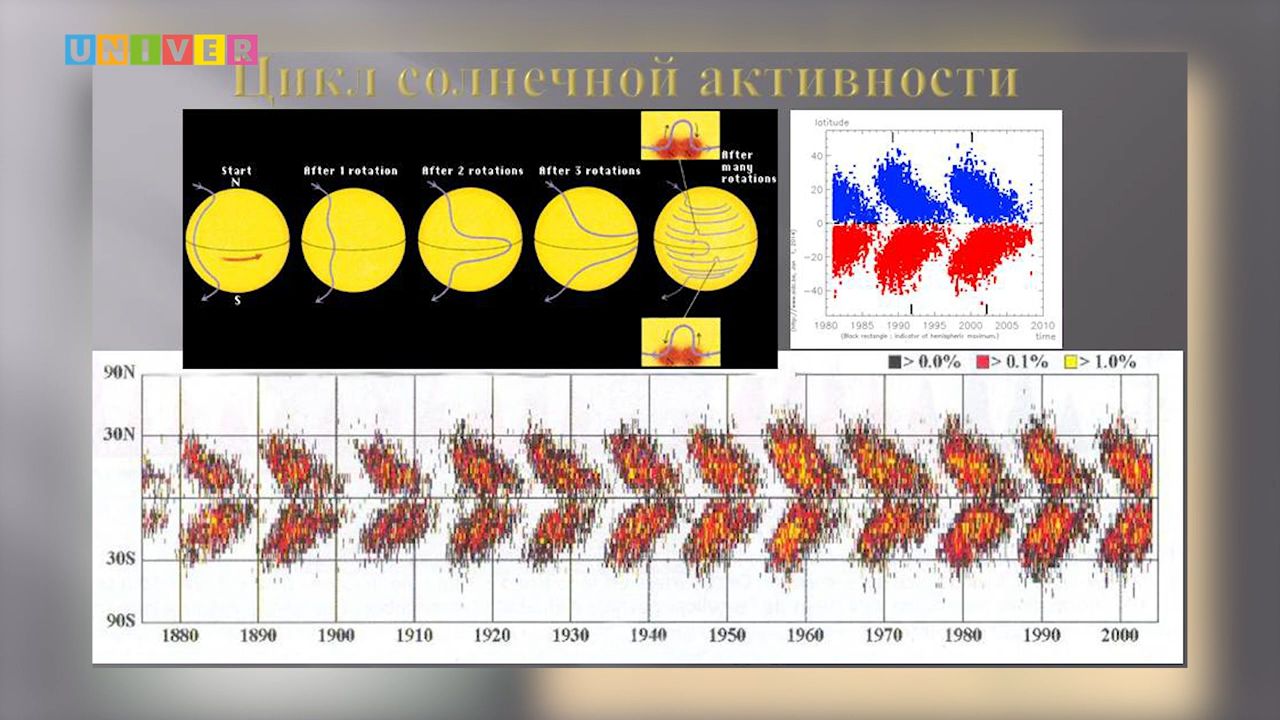 UNIVER
Цикл солнечной активности
Start
N
After 1 rotation
After 2 rotations
After 3 rotations
After
many
rotations
S
latitude
40
20
0
-20
-40
1980 1985 1990 1995 2000 2005 2010
(Black rectangle : indicator of hemispheric maximum.)
time
> 0.0% > 0.1% > 1.0%
90N
30N
30S
90S
1880 1890 1900 1910 1920 1930 1940 1950 1960 1970 1980 1990 2000